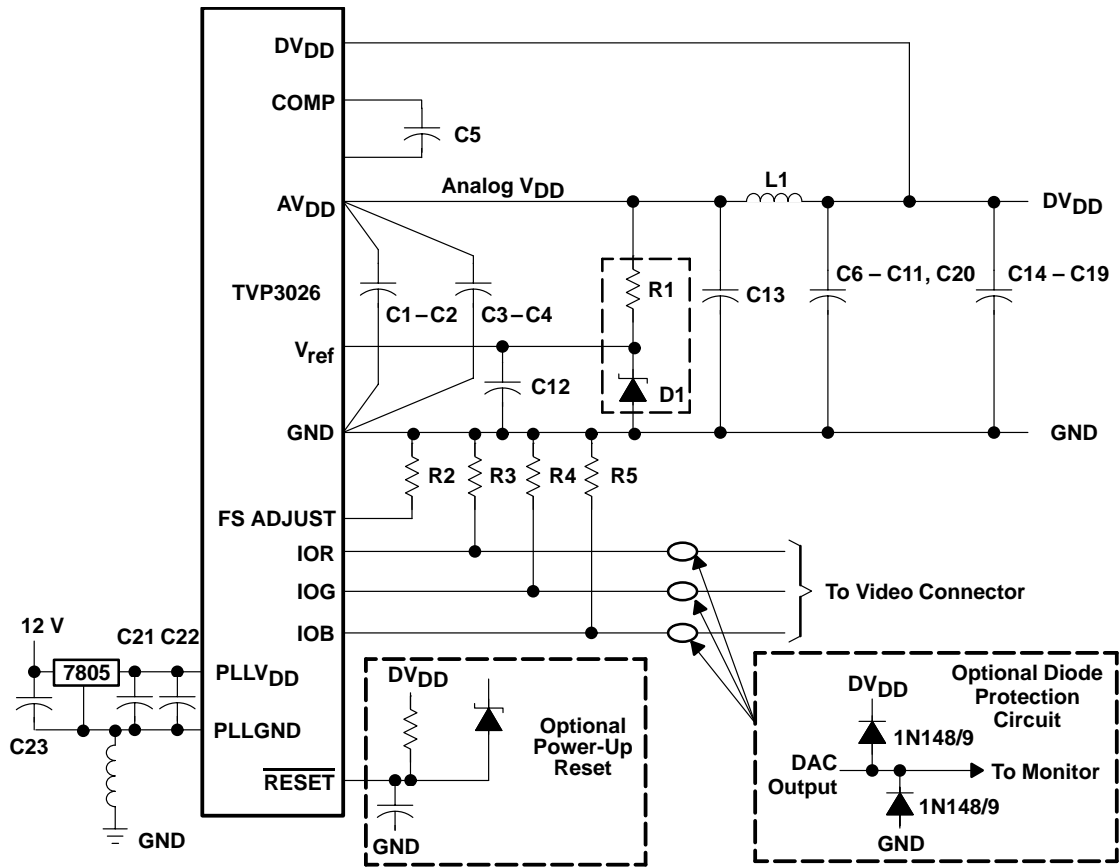 DVDD
COMP
C5
Analog VDD
L1
AVDD
DVDD
TVP3026
C1 – C2
C3 – C4
R1
C13
C6 – C11, C20
C14 – C19
Vref
C12
D1
GND
GND
R2
R3
R4
R5
FS ADJUST
IOR
IOG
To Video Connector
IOB
12 V
C21 C22
7805
PLLVDD
C23
PLLGND
GND
RESET
DVDD
Optional
Power-Up
Reset
GND
Optional Diode
Protection
Circuit
DVDD
1N148/9
DAC
Output
To Monitor
1N148/9
GND